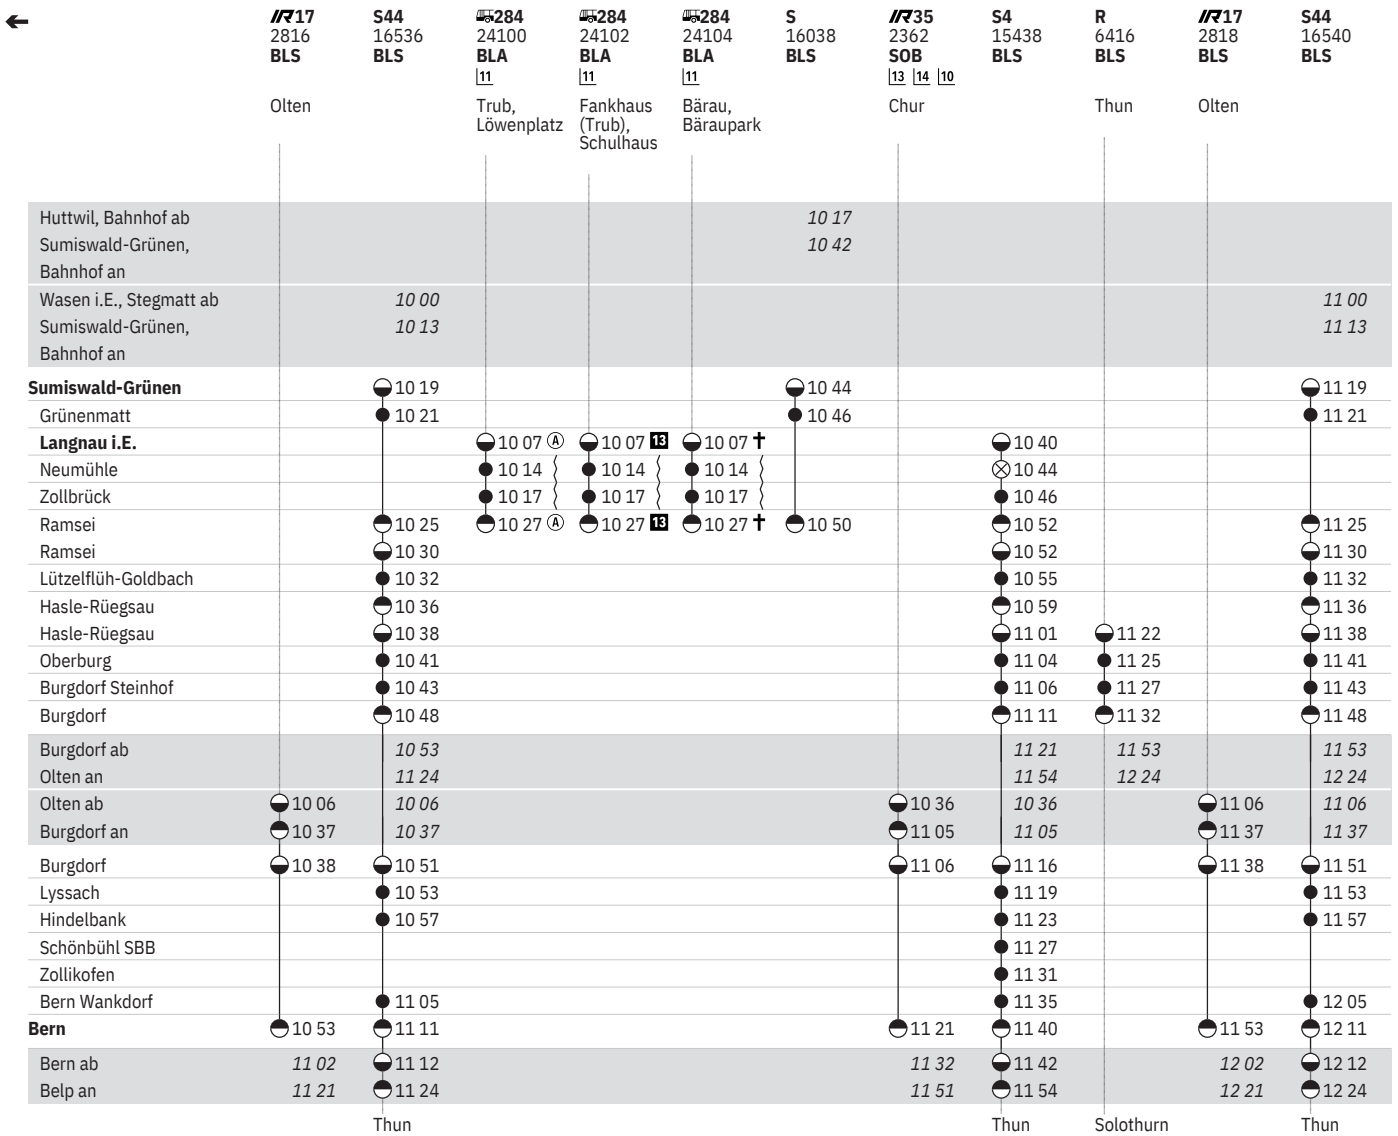 IR17 S44 284 284 284 S IR35 S4 R IR17 S44
2816 16536 24100 24102 24104 16038 2362 15438 6416 2818 16540
BLS BLS BLA BLA BLA BLS SOB BLS BLS BLS BLS
11 11 11 13 14 10
Olten Trub, Fankhaus Bärau, Chur Thun Olten
Löwenplatz (Trub), Bäraupark
Schulhaus
Huttwil, Bahnhof ab 10 17
Sumiswald-Grünen, 10 42
Bahnhof an
Wasen i.E., Stegmatt ab 10 00 11 00
Sumiswald-Grünen, 10 13 11 13
Bahnhof an
Sumiswald-Grünen 10 19 10 44 11 19
Grünenmatt 10 21 10 46 11 21
Langnau i.E. 10 07 A 10 07 13 10 07 ✝ 10 40
Neumühle 10 14 10 14 10 14 10 44
Zollbrück 10 17 10 17 10 17 10 46
Ramsei 10 25 10 27 A 10 27 13 10 27 ✝ 10 50 10 52 11 25
Ramsei 10 30 10 52 11 30
Lützelflüh-Goldbach 10 32 10 55 11 32
Hasle-Rüegsau 10 36 10 59 11 36
Hasle-Rüegsau 10 38 11 01 11 22 11 38
Oberburg 10 41 11 04 11 25 11 41
Burgdorf Steinhof 10 43 11 06 11 27 11 43
Burgdorf 10 48 11 11 11 32 11 48
Burgdorf ab 10 53 11 21 11 53 11 53
Olten an 11 24 11 54 12 24 12 24
Olten ab 10 06 10 06 10 36 10 36 11 06 11 06
Burgdorf an 10 37 10 37 11 05 11 05 11 37 11 37
Burgdorf 10 38 10 51 11 06 11 16 11 38 11 51
Lyssach 10 53 11 19 11 53
Hindelbank 10 57 11 23 11 57
Schönbühl SBB 11 27
Zollikofen 11 31
Bern Wankdorf 11 05 11 35 12 05
Bern 10 53 11 11 11 21 11 40 11 53 12 11
Bern ab 11 02 11 12 11 32 11 42 12 02 12 12
Belp an 11 21 11 24 11 51 11 54 12 21 12 24
Thun Thun Solothurn Thun